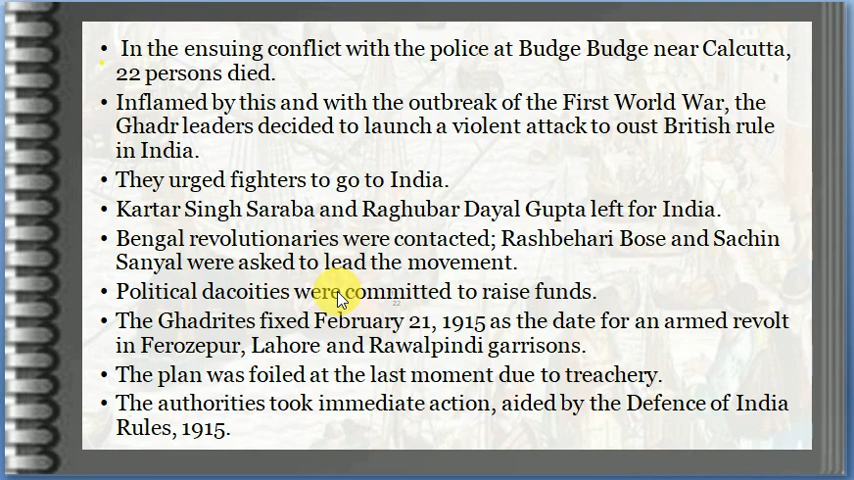 • In the ensuing conflict with the police at Budge Budge near Calcutta,
22 persons died.
• Inflamed by this and with the outbreak of the First World War, the
Ghadr leaders decided to launch a violent attack to oust British rule
in India.
• They urged fighters to go to India.
• Kartar Singh Saraba and Raghubar Dayal Gupta left for India.
• Bengal revolutionaries were contacted; Rashbehari Bose and Sachin
Sanyal were asked to lead the movement.
• Political dacoities were committed to raise funds.
22
• The Ghadrites fixed February 21, 1915 as the date for an armed revolt
in Ferozepur, Lahore and Rawalpindi garrisons.
• The plan was foiled at the last moment due to treachery.
• The authorities took immediate action, aided by the Defence of India
Rules, 1915.